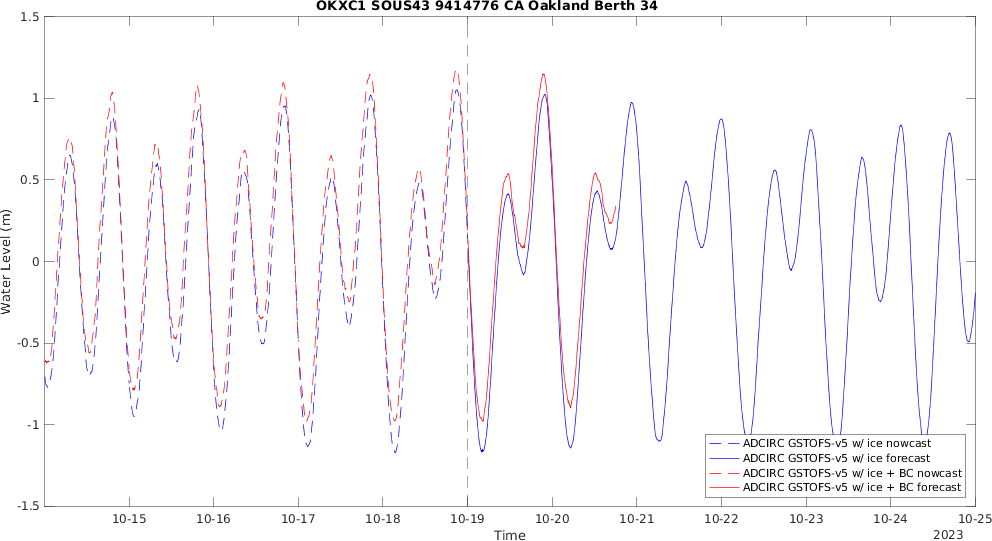 OKXC1 SOUS43 9414776 CA Oakland Berth 34
1.5
1
0.5
0
-0.5
-1
-1.5
Water Level (m)
10-15
10-16
10-17
10-18
10-19
10-20
10-21
10-22
10-23
10-24
10-25
Time
2023
ADCIRC GSTOFS-v5 w/ ice nowcast
ADCIRC GSTOFS-v5 w/ ice forecast
ADCIRC GSTOFS-v5 w/ ice + BC nowcast
ADCIRC GSTOFS-v5 w/ ice + BC forecast